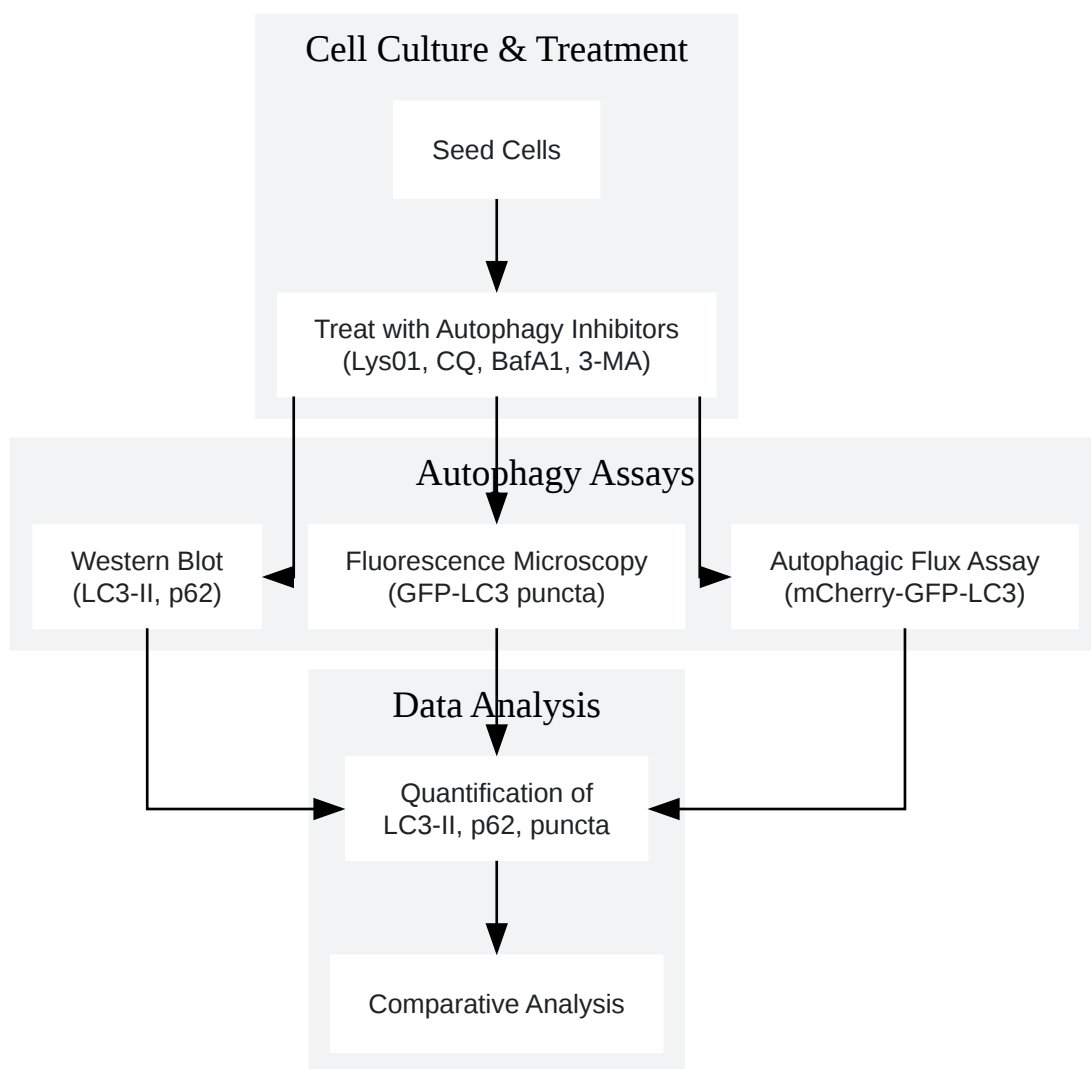 Cell Culture & Treatment
Seed Cells
Treat with Autophagy Inhibitors
(Lys01, CQ, BafA1, 3-MA)
Autophagy Assays
Western Blot
(LC3-II, p62)
Fluorescence Microscopy
(GFP-LC3 puncta)
Autophagic Flux Assay
(mCherry-GFP-LC3)
Data Analysis
Quantification of
LC3-II, p62, puncta
Comparative Analysis